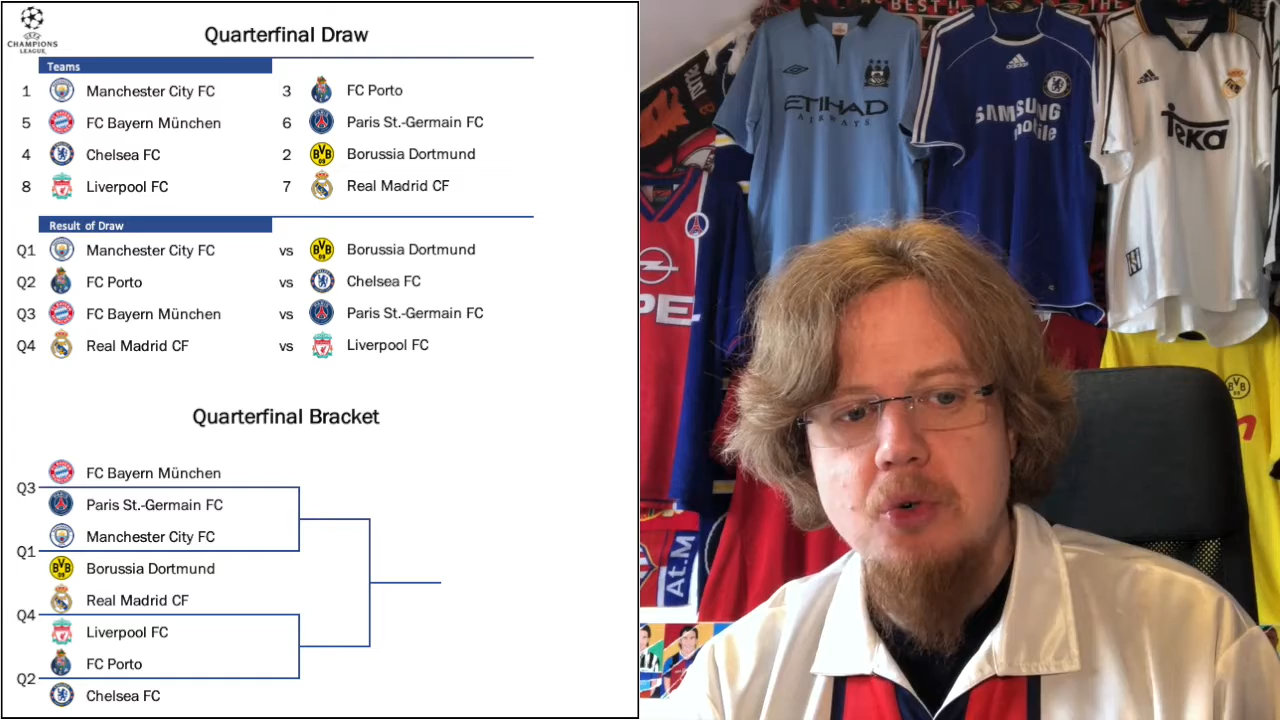 UEFA
CHAMPIONS
LEAGUE
Quarterfinal Draw
Teams
1 Manchester City FC 3 FC Porto
5 FC Bayern München 6 Paris St.-Germain FC
4 Chelsea FC 2 Borussia Dortmund
8 Liverpool FC 7 Real Madrid CF
Result of Draw
Q1 Manchester City FC vs Borussia Dortmund
Q2 FC Porto vs Chelsea FC
Q3 FC Bayern München vs Paris St.-Germain FC
Q4 Real Madrid CF vs Liverpool FC
Quarterfinal Bracket
FC Bayern München
Q3
Paris St.-Germain FC
Manchester City FC
Q1
Borussia Dortmund
Real Madrid CF
Q4
Liverpool FC
FC Porto
Q2
Chelsea FC
BEST !!
THE
ETIHAD
AIRWAYS
adidas
SAMSUNG
mobile
Teka
BVB
At.M